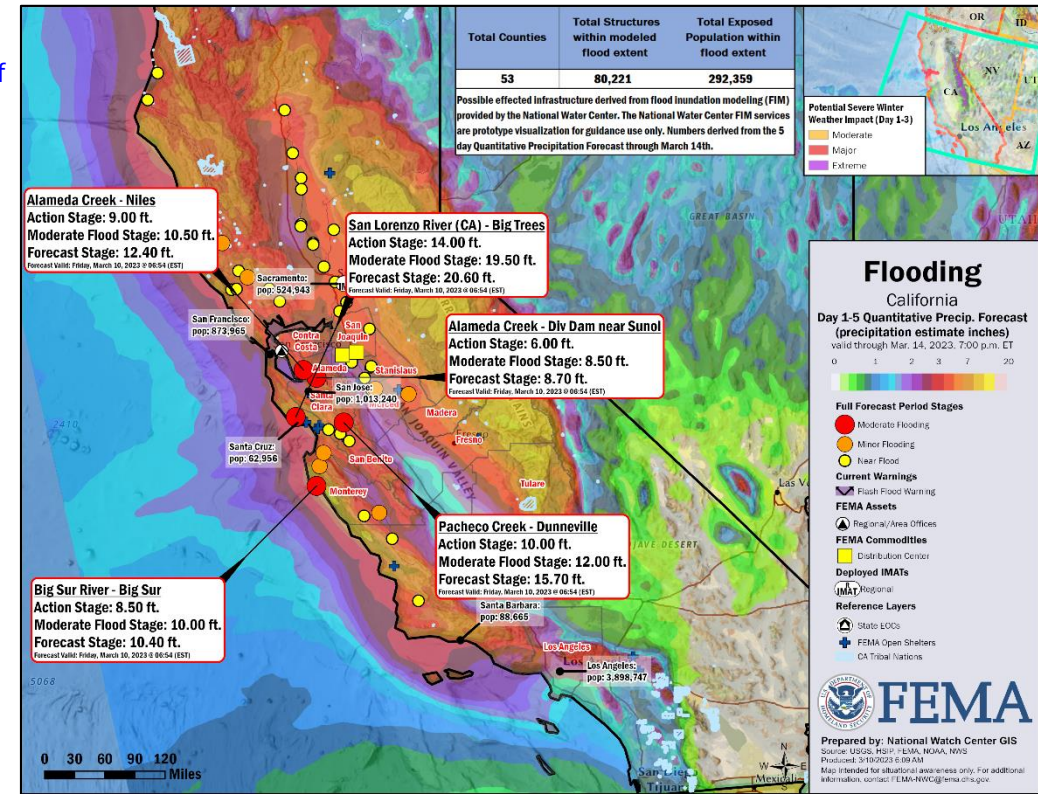 f
Total Counties
Total Structures
within modeled
flood extent
Total Exposed
Population within
flood extent
53
80,221
292,359
Possible effected infrastructure derived from flood inundation modeling (FIM)
provided by the National Water Center. The National Water Center FIM services
are prototype visualization for guidance use only. Numbers derived from the 5
day Quantitative Precipitation Forecast through March 14th.
OR
ID
NV
UT
CA
Los Angeles
AZ
Potential Severe Winter
Weather Impact (Day 1-3)
Moderate
Major
Extreme
Alameda Creek - Niles
Action Stage: 9.00 ft.
Moderate Flood Stage: 10.50 ft.
Forecast Stage: 12.40 ft.
Forecast Valid: Friday, March 10, 2023 @ 06:54 (EST)
San Lorenzo River (CA) - Big Trees
Action Stage: 14.00 ft.
Moderate Flood Stage: 19.50 ft.
Forecast Stage: 20.60 ft.
Forecast Valid: Friday, March 10, 2023 @ 06:54 (EST)
Alameda Creek - Div Dam near Sunol
Action Stage: 6.00 ft.
Moderate Flood Stage: 8.50 ft.
Forecast Stage: 8.70 ft.
Forecast Valid: Friday, March 10, 2023 @ 06:54 (EST)
Pacheco Creek - Dunneville
Action Stage: 10.00 ft.
Moderate Flood Stage: 12.00 ft.
Forecast Stage: 15.70 ft.
Forecast Valid: Friday, March 10, 2023 @ 06:54 (EST)
Big Sur River - Big Sur
Action Stage: 8.50 ft.
Moderate Flood Stage: 10.00 ft.
Forecast Stage: 10.40 ft.
Forecast Valid: Friday, March 10, 2023 @ 06:54 (EST)
Sacramento:
pop: 524,943
San Francisco:
pop: 873,965
Contra
Costa
San
Joaquin
Alameda
Stanislaus
San Jose:
pop: 1,013,240
Santa
Clara
Merced
Madera
Santa Cruz:
pop: 62,956
Fresno
San Benito
JOAQUIN VALLEY
Tulare
Monterey
GREAT BASIN
UTAH
Las Ve
JAVE DESERT
Santa Barbara:
pop: 88,665
Los Angeles
Los Angeles:
pop: 3,898,747
San Diego
Tijuana
Mexicali
2410
5068
0 30 60 90 120
Miles
N
W
E
S
Flooding
California
Day 1-5 Quantitative Precip. Forecast
(precipitation estimate inches)
valid through Mar. 14, 2023. 7:00 p.m. ET
0 1 2 3 7 20
Full Forecast Period Stages
Moderate Flooding
Minor Flooding
Near Flood
Current Warnings
Flash Flood Warning
FEMA Assets
Regional/Area Offices
FEMA Commodities
Distribution Center
Deployed IMATs
IMAT Regional
Reference Layers
State EOCs
FEMA Open Shelters
CA Tribal Nations
FEMA
Prepared by: National Watch Center GIS
Source: USGS, HSIP, FEMA, NOAA, NWS
Produced: 3/10/2023 6:09 AM
Map intended for situational awareness only. For additional
information, contact FEMA-NWC@fema.dhs.gov.